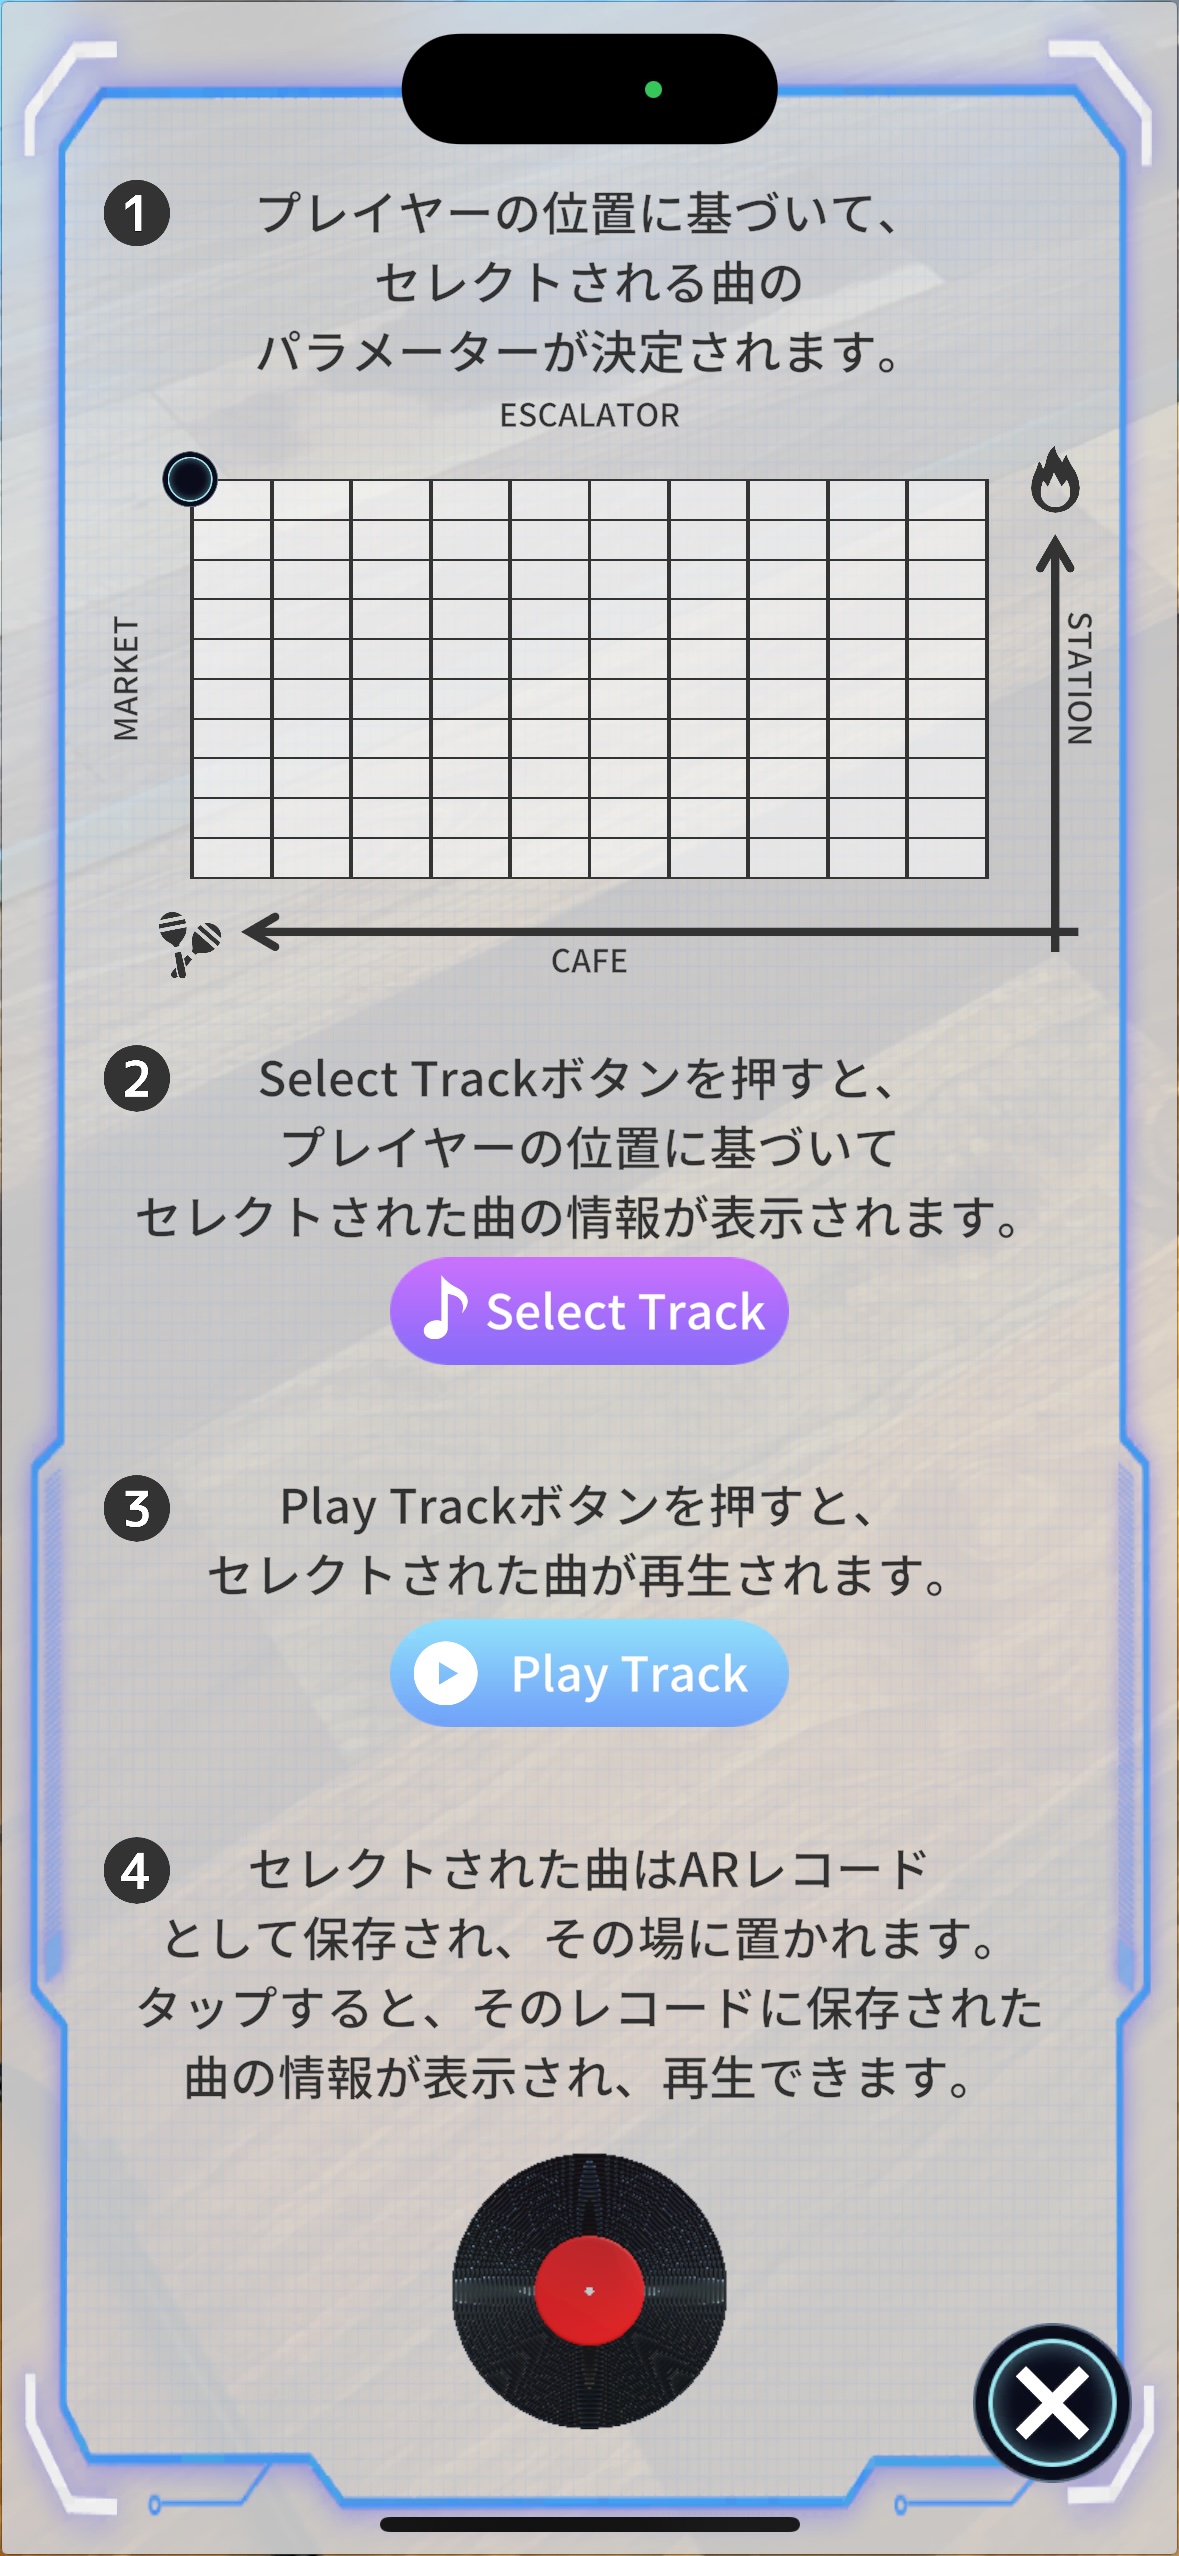 1
プレイヤーの位置に基づいて、
セレクトされる曲の
パラメーターが決定されます。
ESCALATOR
MARKET
STATION
CAFE
2
Select Trackボタンを押すと、
プレイヤーの位置に基づいて
セレクトされた曲の情報が表示されます。
Select Track
3
Play Trackボタンを押すと、
セレクトされた曲が再生されます。
Play Track
4
セレクトされた曲はARレコード
として保存され、その場に置かれます。
タップすると、そのレコードに保存された
曲の情報が表示され、再生できます。